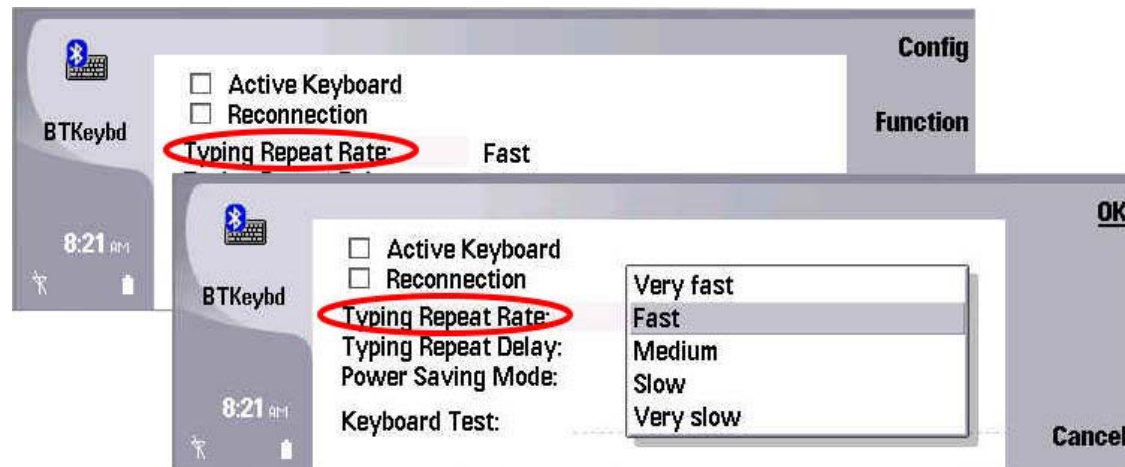 Config
Active Keyboard
Reconnection
BTKeybd
Function
Typing Repeat Rate: Fast
8:21 AM
OK
Active Keyboard
Reconnection
BTKeybd
Typing Repeat Rate:
Typing Repeat Delay:
Power Saving Mode:
Keyboard Test:
Very fast
Fast
Medium
Slow
Very slow
8:21 AM
Cancel